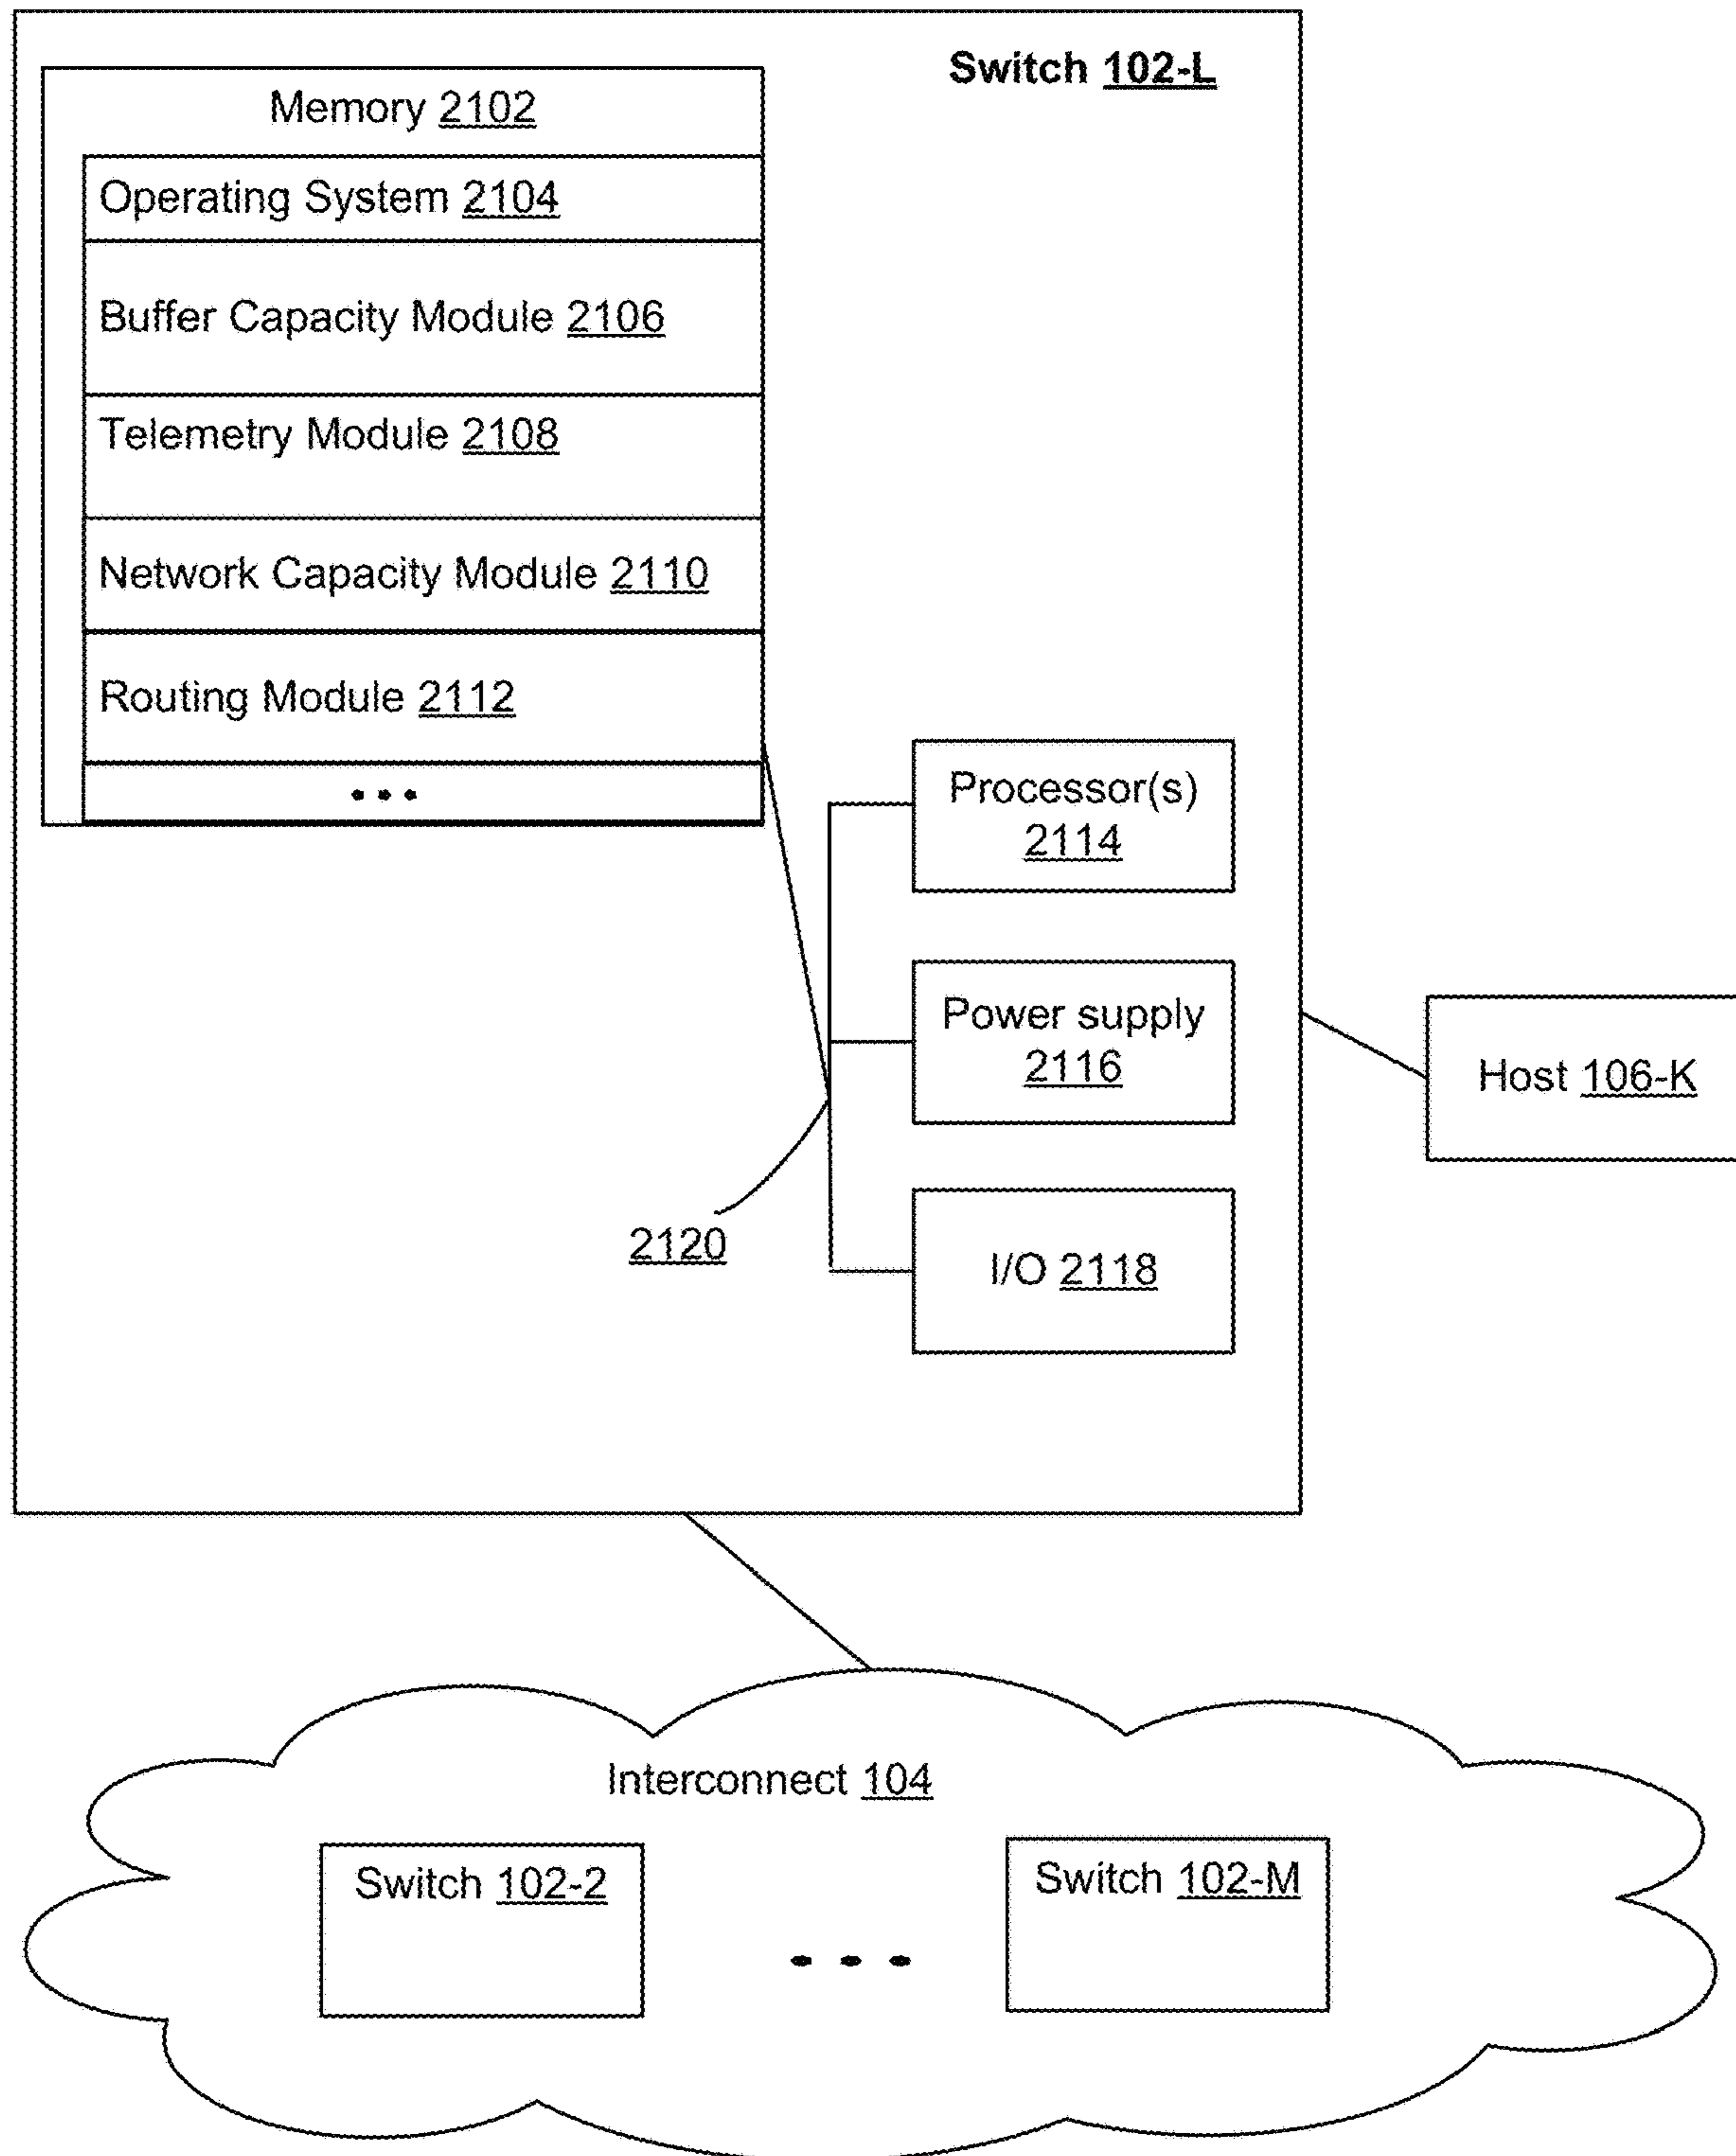 Switch 102-L
Memory 2102
Operating System 2104
Buffer Capacity Module 2106
Telemetry Module 2108
Network Capacity Module 2110
Routing Module 2112
...
Processor(s)
2114
Power supply
2116
Host 106-K
2120
I/O 2118
Interconnect 104
Switch 102-2
Switch 102-M
...